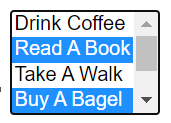 Drink Coffee
Read A Book
Take A Walk
Buy A Bagel